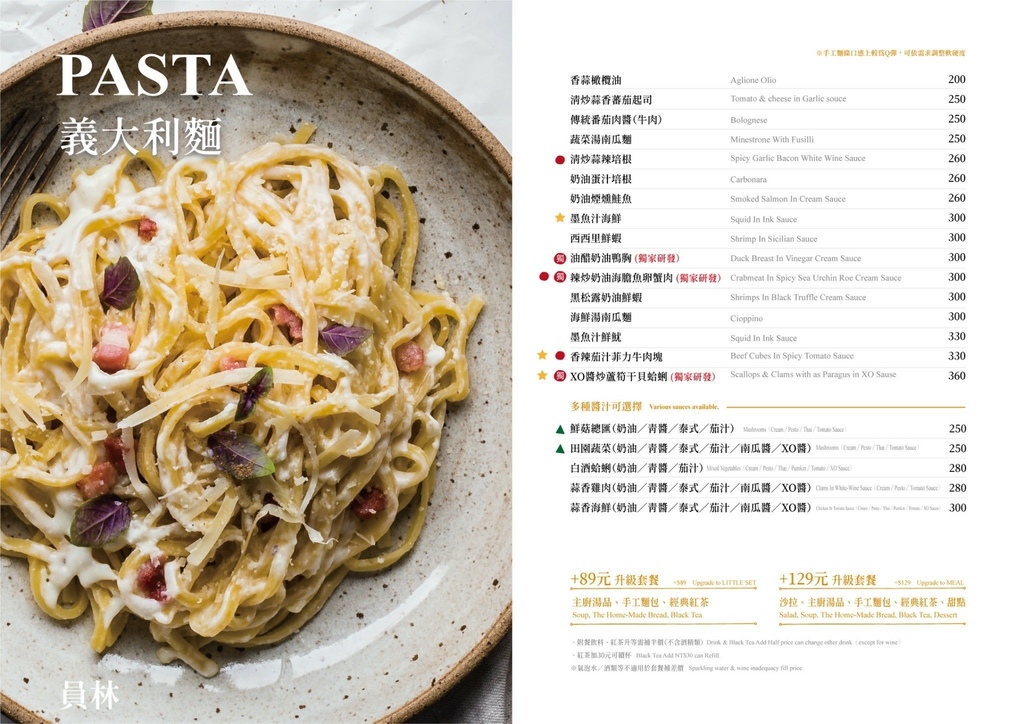 PASTA
義大利麵
員林
※手工麵條口感上較為Q彈，可依需求調整軟硬度
香蒜橄欖油 Aglione Olio 200
清炒蒜香蕃茄起司 Tomato & cheese in Garlic souce 250
傳統番茄肉醬(牛肉) Bolognese 250
蔬菜湯南瓜麵 Minestrone With Fusilli 250
清炒蒜辣培根 Spicy Garlic Bacon White Wine Sauce 260
奶油蛋汁培根 Carbonara 260
奶油煙燻鮭魚 Smoked Salmon In Cream Sauce 260
墨魚汁海鮮 Squid In Ink Sauce 300
西西里鮮蝦 Shrimp In Sicilian Sauce 300
獨 油醋奶油鴨胸 (獨家研發) Duck Breast In Vinegar Cream Sauce 300
獨 辣炒奶油海膽魚卵蟹肉 (獨家研發) Crabmeat In Spicy Sea Urchin Roe Cream Sauce 300
黑松露奶油鮮蝦 Shrimps In Black Truffle Cream Sauce 300
海鮮湯南瓜麵 Cioppino 300
墨魚汁鮮魷 Squid In Ink Sauce 330
香辣茄汁菲力牛肉塊 Beef Cubes In Spicy Tomato Sauce 330
獨 XO醬炒蘆筍干貝蛤蜊 (獨家研發) Scallops & Clams with as Paragus in XO Sause 360
多種醬汁可選擇 Various sauces available.
鮮菇總匯(奶油／青醬／泰式／茄汁) Mushrooms（Cream / Pesto / Thai / Tomato Sauce） 250
田園蔬菜(奶油／青醬／泰式／茄汁／南瓜醬／XO醬) Mushrooms（Cream / Pesto / Thai / Tomato Sauce） 250
白酒蛤蜊(奶油／青醬／茄汁) Mixed Vegetables（Cream / Pesto / Thai / Pumkin / Tomato / XO Sauce） 280
蒜香雞肉(奶油／青醬／泰式／茄汁／南瓜醬／XO醬) Clams In White-Wine Sauce（Cream / Pesto / Tomato Sauce） 280
蒜香海鮮(奶油／青醬／泰式／茄汁／南瓜醬／XO醬) 300
+89元 升級套餐 +$89 Upgrade to LITTLE SET
主廚湯品、手工麵包、經典紅茶
Soup, The Home-Made Bread, Black Tea
+129元 升級套餐 +$129 Upgrade to MEAL
沙拉、主廚湯品、手工麵包、經典紅茶、甜點
Salad, Soup, The Home-Made Bread, Black Tea, Dessert
．附餐飲料、紅茶升等需補半價(不含酒精類) Drink & Black Tea Add Half price can change other drink（except for wine）
．紅茶加30元可續杯 Black Tea Add NT$30 can Refill.
※氣泡水／酒類等不適用於套餐補差價 Sparkling water & wine inadequacy fill price.